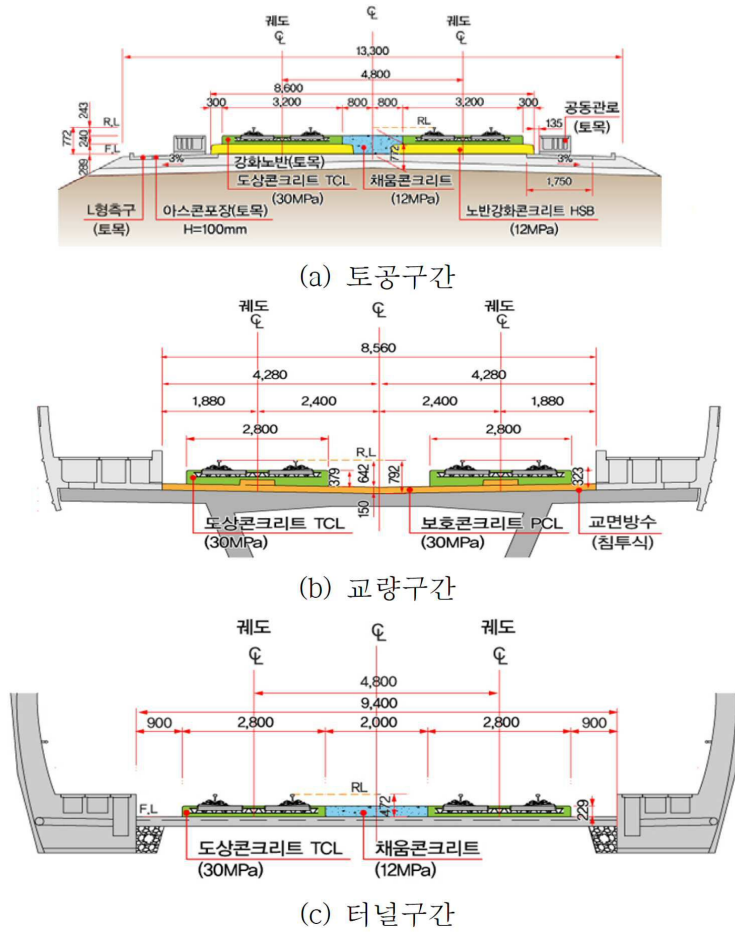 ℄
궤도 궤도
℄ ℄
13,300
4,800
8,600
300 3,200 800 800 3,200 300
243
772
240
289
R.L
F.L
RL
135
공동관로
(토목)
3% 3%
강화노반(토목)
772
1,750
도상콘크리트 TCL
(30MPa)
채움콘크리트
(12MPa)
노반강화콘크리트 HSB
(12MPa)
L형측구
(토목)
아스콘포장(토목)
H=100mm
(a) 토공구간
궤도 ℄ 궤도
℄ ℄
8,560
4,280 4,280
1,880 2,400 2,400 1,880
2,800 2,800
R.L
379 642 792 323
150
도상콘크리트 TCL
(30MPa)
보호콘크리트 PCL
(30MPa)
교면방수
(침투식)
(b) 교량구간
궤도 ℄ 궤도
℄ ℄
4,800
9,400
900 2,800 2,000 2,800 900
RL
472
F.L
229
도상콘크리트 TCL
(30MPa)
채움콘크리트
(12MPa)
(c) 터널구간